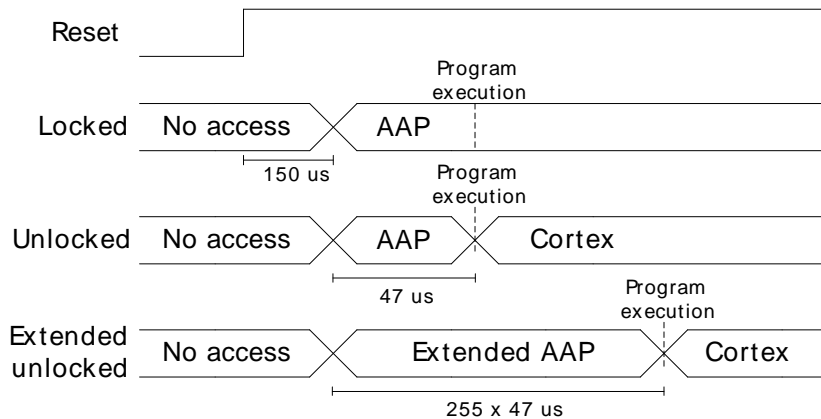 Reset
Program
execution
Locked
No access
AAP
150 us
Program
execution
Unlocked
No access
AAP
Cortex
47 us
Program
execution
Extended
unlocked
No access
Extended AAP
Cortex
255 x 47 us